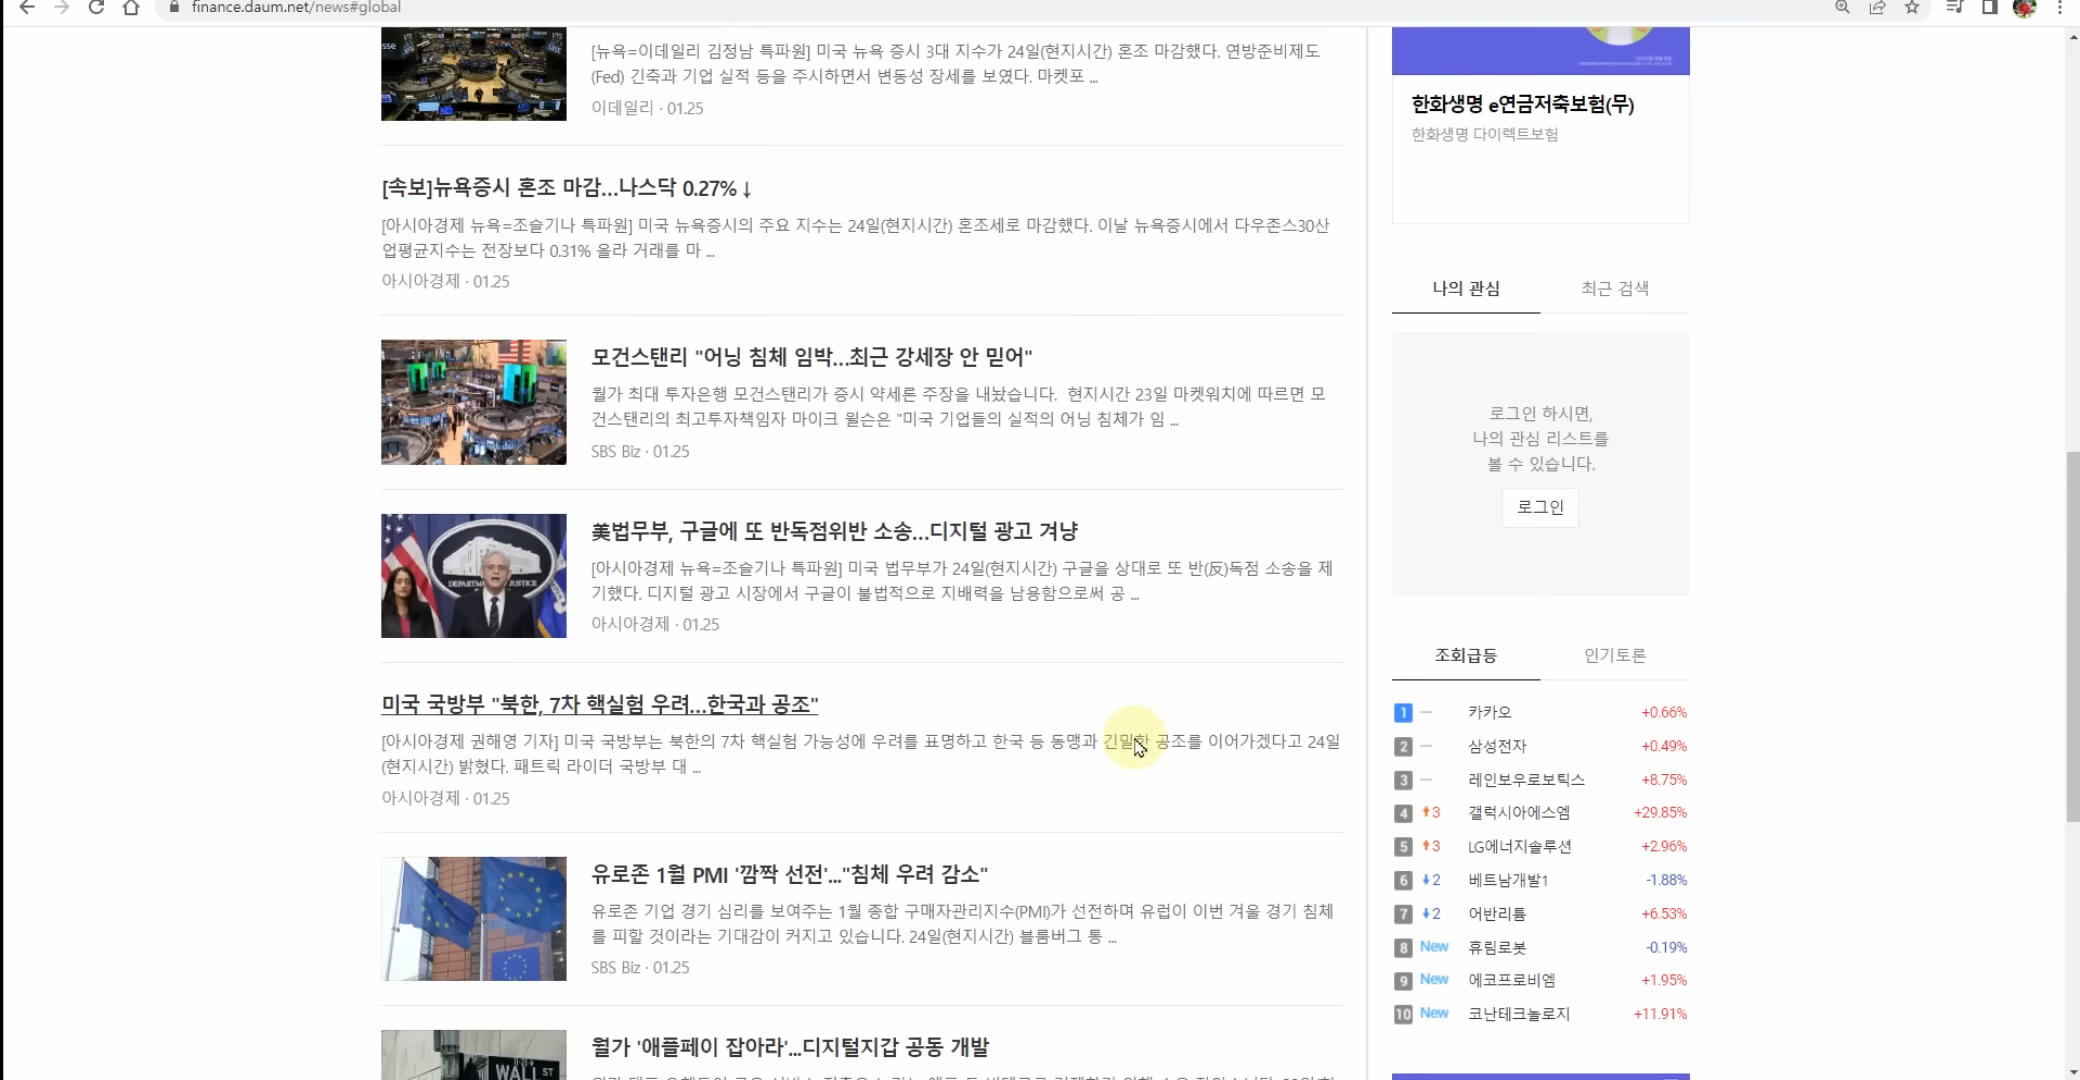 finance.daum.net/news#global
[뉴욕=이데일리 김정남 특파원] 미국 뉴욕 증시 3대 지수가 24일(현지시간) 혼조 마감했다. 연방준비제도
(Fed) 긴축과 기업 실적 등을 주시하면서 변동성 장세를 보였다. 마켓포 ...
이데일리 · 01.25
[속보]뉴욕증시 혼조 마감...나스닥 0.27%↓
[아시아경제 뉴욕=조슬기나 특파원] 미국 뉴욕증시의 주요 지수는 24일(현지시간) 혼조세로 마감했다. 이날 뉴욕증시에서 다우존스30산
업평균지수는 전장보다 0.31% 올라 거래를 마 ...
아시아경제 · 01.25
모건스탠리 "어닝 침체 임박...최근 강세장 안 믿어"
월가 최대 투자은행 모건스탠리가 증시 약세론 주장을 내놨습니다. 현지시간 23일 마켓워치에 따르면 모
건스탠리의 최고투자책임자 마이크 윌슨은 "미국 기업들의 실적의 어닝 침체가 임 ...
SBS Biz · 01.25
DEPARTMENT JUSTICE
美법무부, 구글에 또 반독점위반 소송...디지털 광고 겨냥
[아시아경제 뉴욕=조슬기나 특파원] 미국 법무부가 24일(현지시간) 구글을 상대로 또 반(反)독점 소송을 제
기했다. 디지털 광고 시장에서 구글이 불법적으로 지배력을 남용함으로써 공 ...
아시아경제 · 01.25
미국 국방부 "북한, 7차 핵실험 우려...한국과 공조"
[아시아경제 권해영 기자] 미국 국방부는 북한의 7차 핵실험 가능성에 우려를 표명하고 한국 등 동맹과 긴밀한 공조를 이어가겠다고 24일
(현지시간) 밝혔다. 패트릭 라이더 국방부 대 ...
아시아경제 · 01.25
유로존 1월 PMI '깜짝 선전'..."침체 우려 감소"
유로존 기업 경기 심리를 보여주는 1월 종합 구매자관리지수(PMI)가 선전하며 유럽이 이번 겨울 경기 침체
를 피할 것이라는 기대감이 커지고 있습니다. 24일(현지시간) 블룸버그 통 ...
SBS Biz · 01.25
WALL ST
월가 '애플페이 잡아라'...디지털지갑 공동 개발
한화생명 e연금저축보험(무)
한화생명 다이렉트보험
나의 관심 최근 검색
로그인 하시면,
나의 관심 리스트를
볼 수 있습니다.
로그인
조회급등 인기토론
1 — 카카오 +0.66%
2 — 삼성전자 +0.49%
3 — 레인보우로보틱스 +8.75%
4 ↑3 갤럭시아에스엠 +29.85%
5 ↑3 LG에너지솔루션 +2.96%
6 ↓2 베트남개발1 -1.88%
7 ↓2 어반리튬 +6.53%
8 New 휴림로봇 -0.19%
9 New 에코프로비엠 +1.95%
10 New 코난테크놀로지 +11.91%